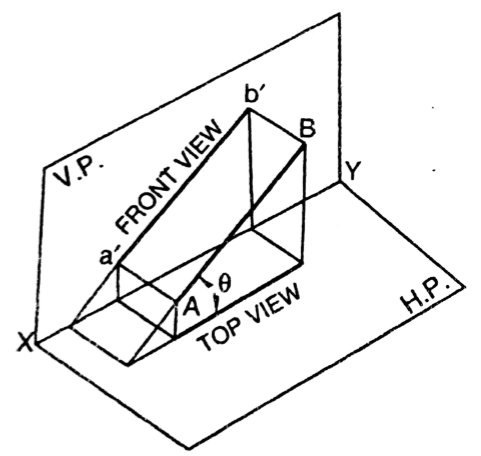 b′
B
V.P.
FRONT VIEW
Y
a′
A
θ
H.P.
TOP VIEW
X